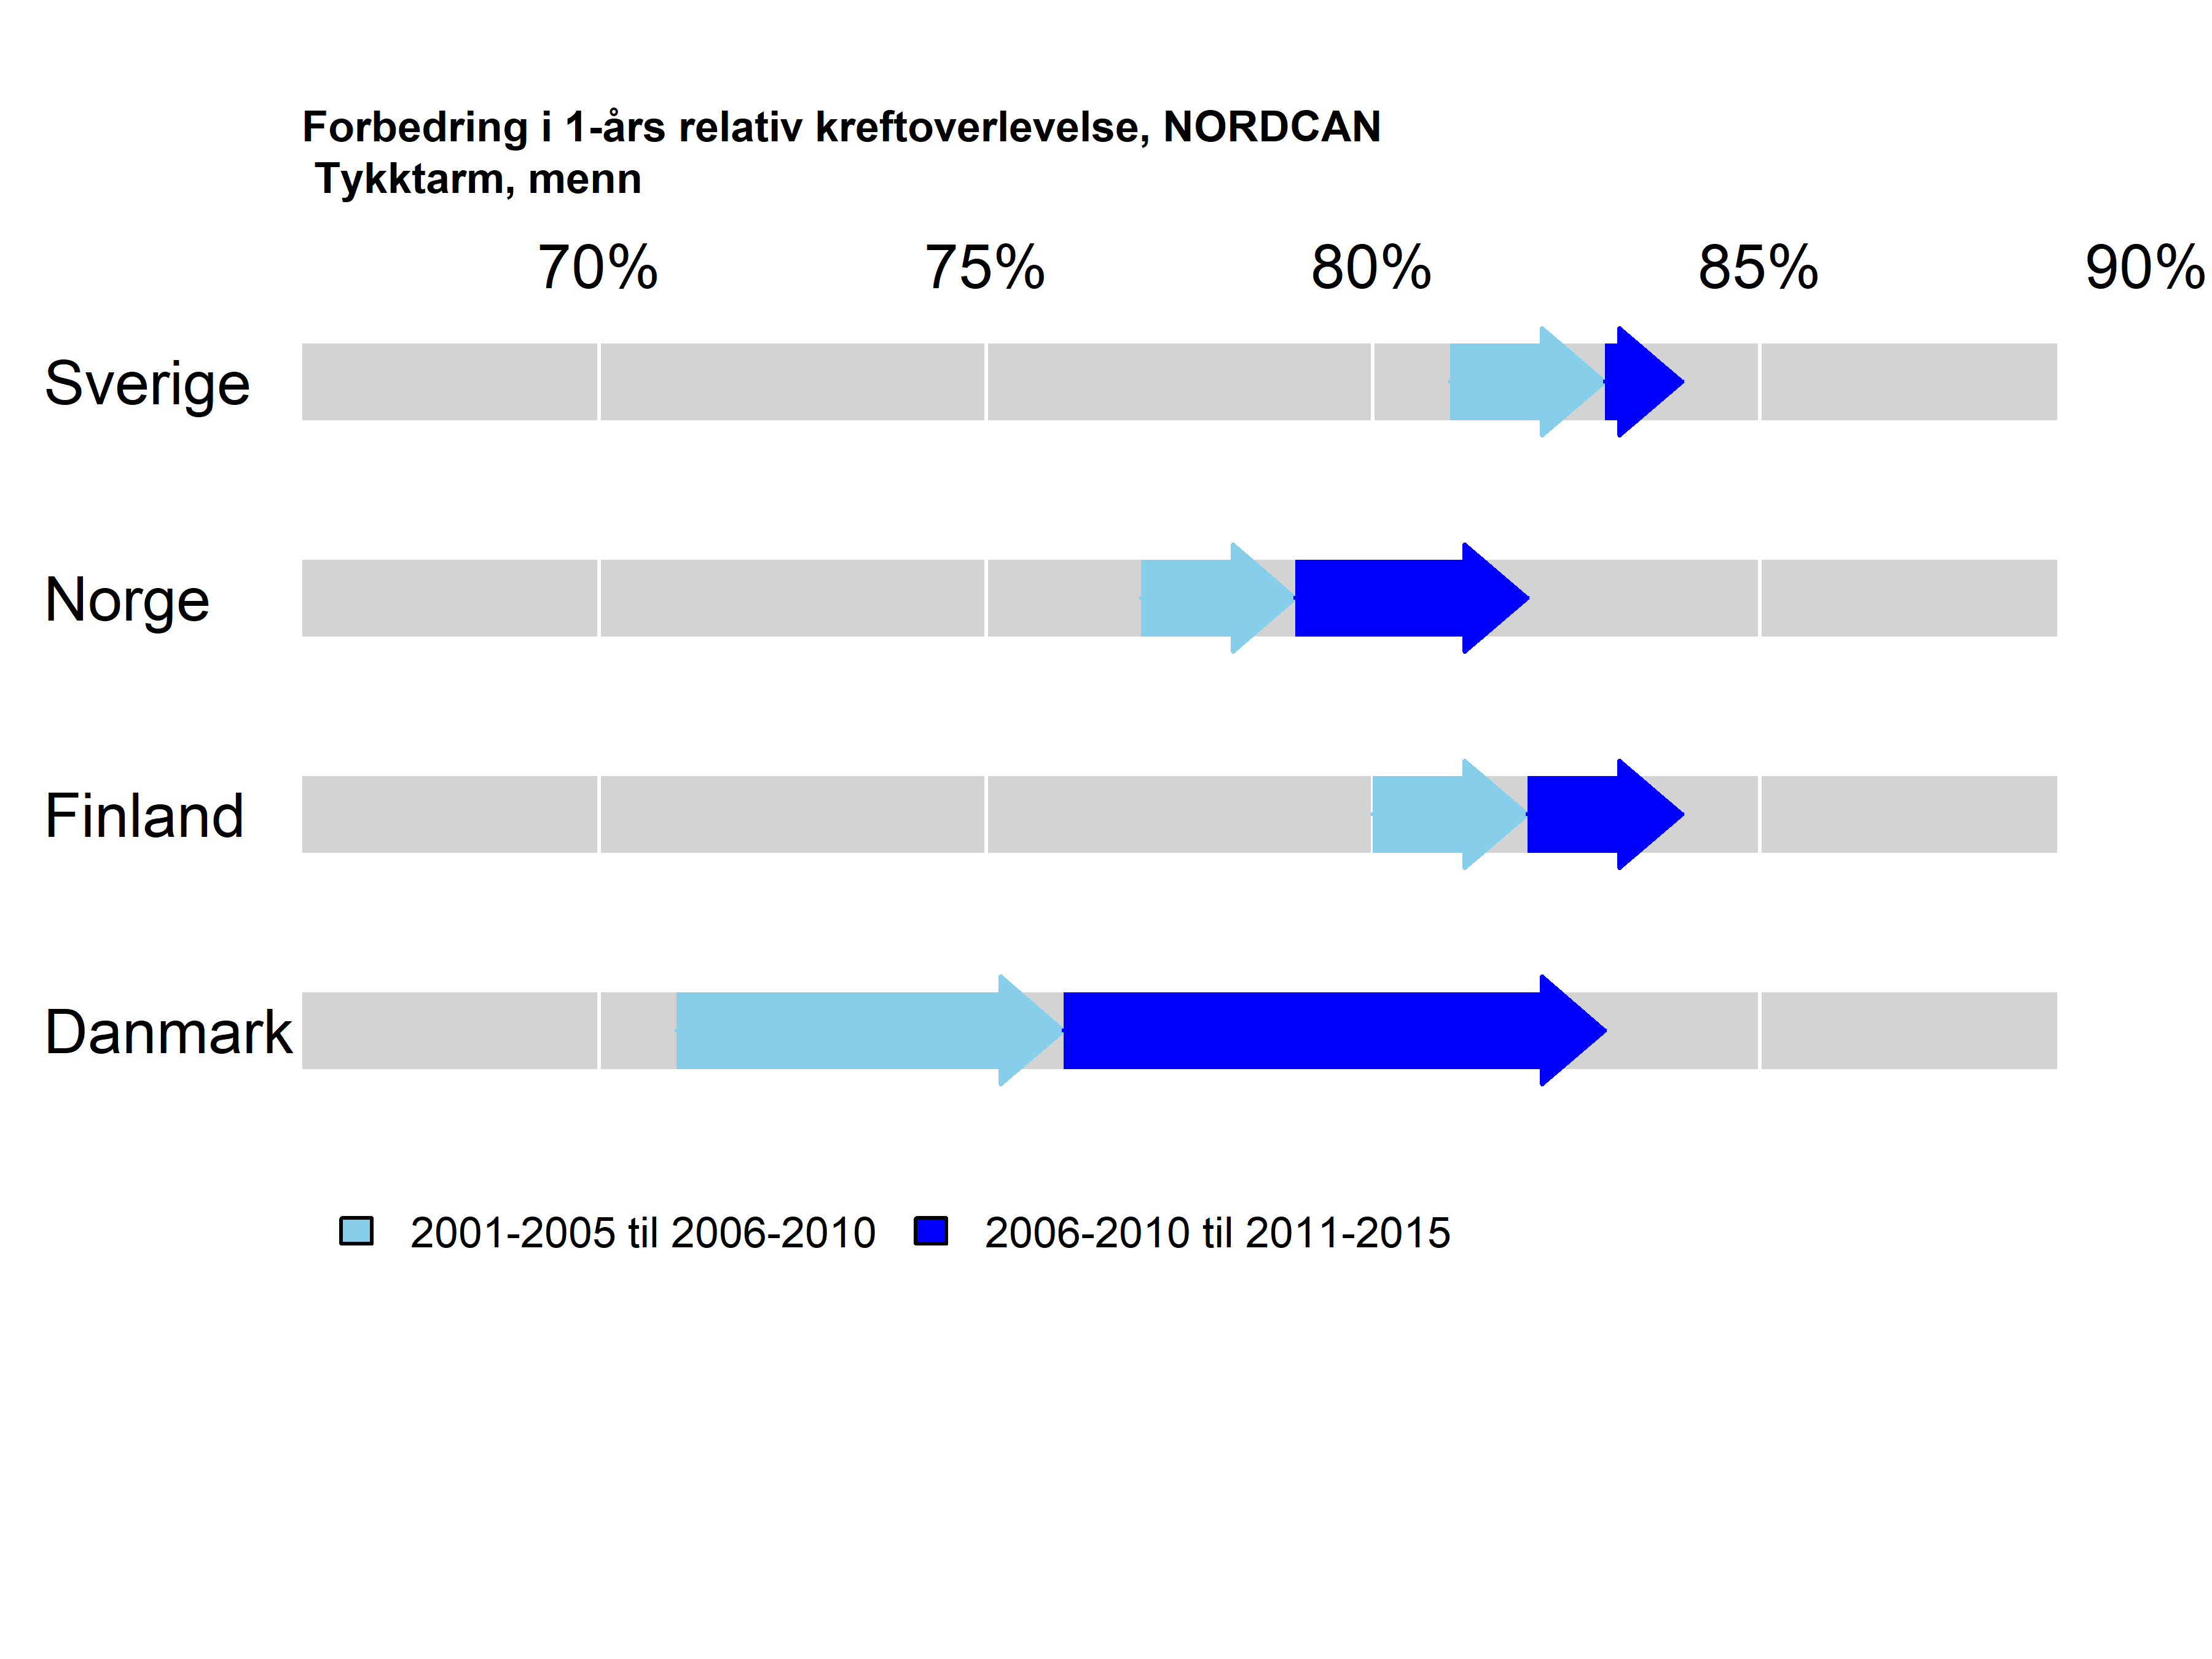 Forbedring i 1-års relativ kreftoverlevelse, NORDCAN
Tykktarm, menn
70% 75% 80% 85% 90%
Sverige
Norge
Finland
Danmark
2001-2005 til 2006-2010 2006-2010 til 2011-2015